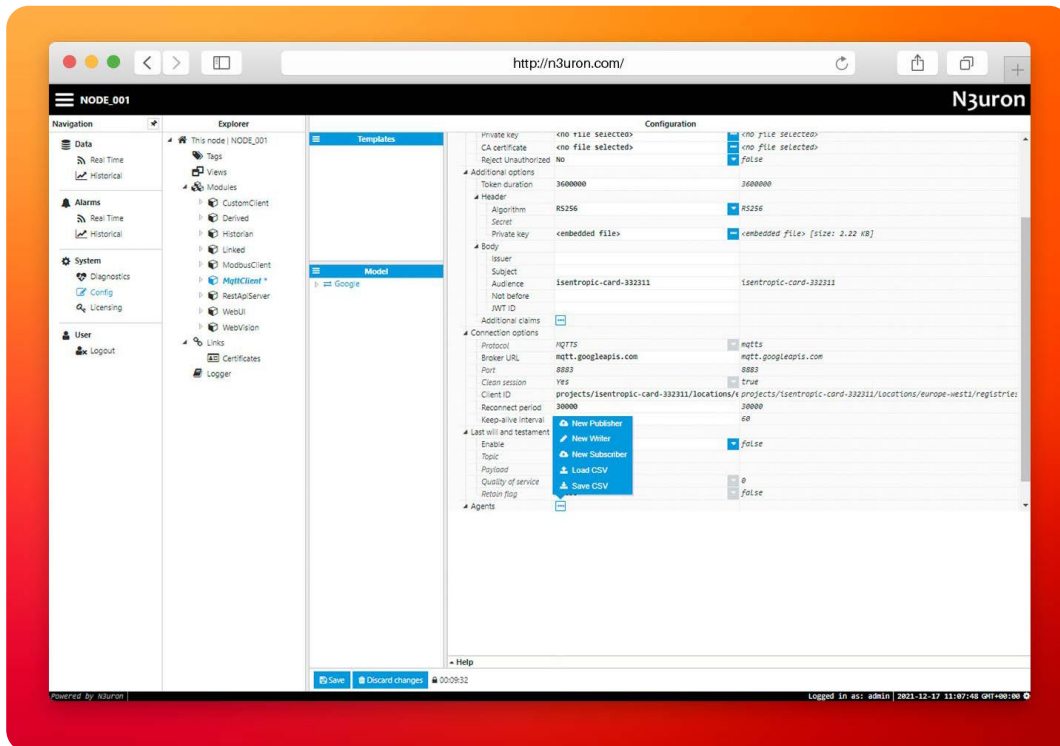 http://n3uron.com/
NODE_001
N3uron
Navigation
Explorer
Configuration
Data
Real Time
Historical
Alarms
Real Time
Historical
System
Diagnostics
Config
Licensing
User
Logout
This node | NODE_001
Tags
Views
Modules
CustomClient
Derived
Historian
Linked
ModbusClient
MqttClient *
RestApiServer
WebUI
WebVision
Links
Certificates
Logger
Templates
Model
Google
Private key <no file selected> <no file selected>
CA certificate <no file selected> <no file selected>
Reject Unauthorized No false
Additional options
Token duration 3600000 3600000
Header
Algorithm RS256 RS256
Secret
Private key <embedded file> <embedded file> [size: 2.22 KB]
Body
Issuer
Subject
Audience isentropic-card-332311 isentropic-card-332311
Not before
JWT ID
Additional claims
Connection options
Protocol MQTTS mqtts
Broker URL mqtt.googleapis.com mqtt.googleapis.com
Port 8883 8883
Clean session Yes true
Client ID projects/isentropic-card-332311/locations/e projects/isentropic-card-332311/locations/europe-west1/registries
Reconnect period 30000 30000
Keep-alive interval 60
Last will and testament
Enable false
Topic
Payload
Quality of service 0
Retain flag false
Agents
New Publisher
New Writer
New Subscriber
Load CSV
Save CSV
Help
Save Discard changes 00:09:32
Powered by N3uron
Logged in as: admin | 2021-12-17 11:07:48 GMT+00:00